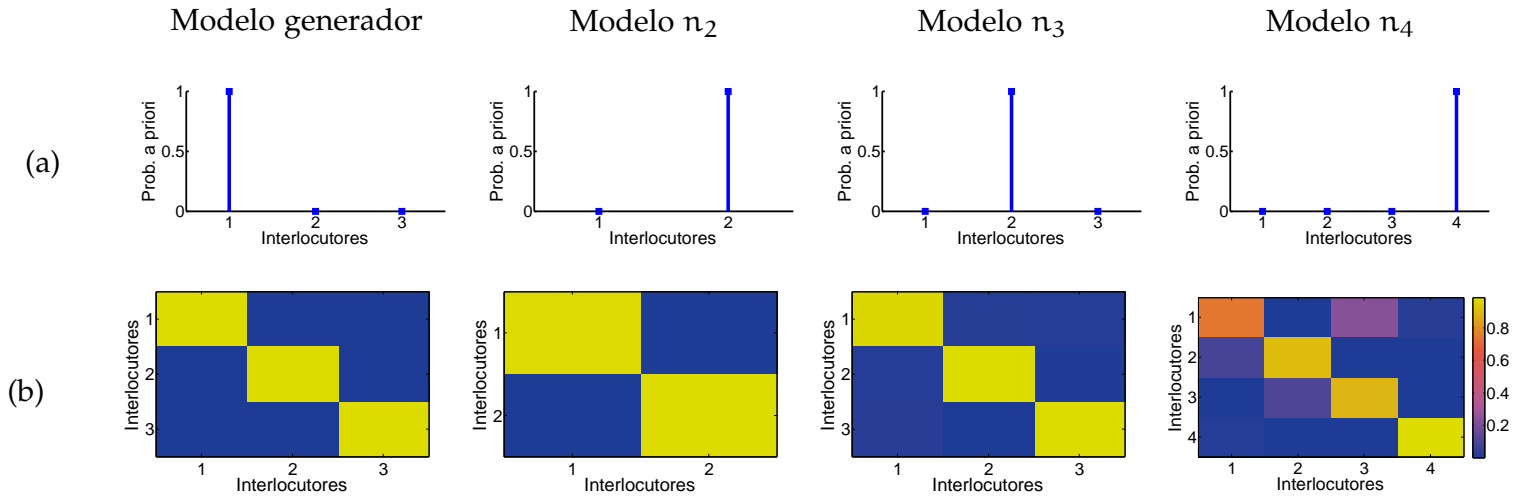 Modelo generador
Modelo n₂
Modelo n₃
Modelo n₄
(a)
Prob. a priori
1
0.5
0
1 2 3
Interlocutores
Prob. a priori
1
0.5
0
1 2
Interlocutores
Prob. a priori
1
0.5
0
1 2 3
Interlocutores
Prob. a priori
1
0.5
0
1 2 3 4
Interlocutores
(b)
Interlocutores
1
2
3
1 2 3
Interlocutores
Interlocutores
1
2
1 2
Interlocutores
Interlocutores
1
2
3
1 2 3
Interlocutores
Interlocutores
1
2
3
4
1 2 3 4
Interlocutores
0.8
0.6
0.4
0.2